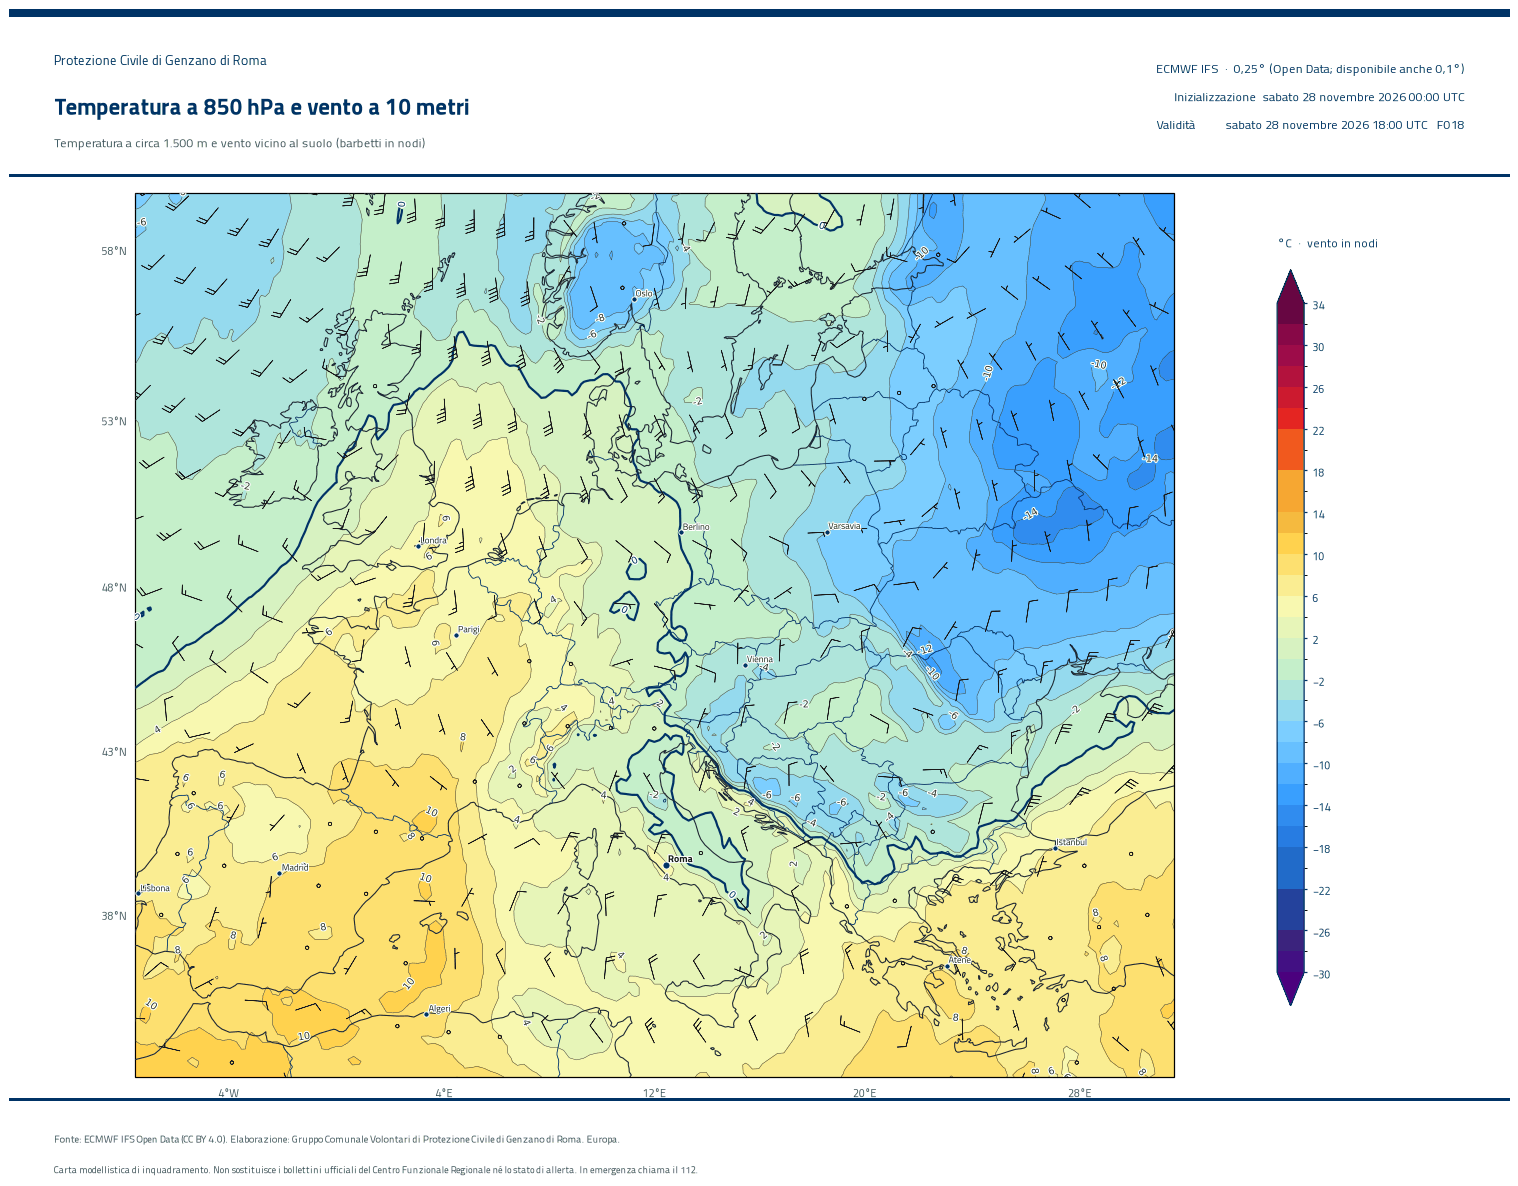 Protezione Civile di Genzano di Roma
Temperatura a 850 hPa e vento a 10 metri
Temperatura a circa 1.500 m e vento vicino al suolo (barbetti in nodi)
ECMWF IFS · 0,25° (Open Data; disponibile anche 0,1°)
Inizializzazione sabato 28 novembre 2026 00:00 UTC
Validità sabato 28 novembre 2026 18:00 UTC F018
°C · vento in nodi
34
30
26
22
18
14
10
6
2
−2
−6
−10
−14
−18
−22
−26
−30
58°N
53°N
48°N
43°N
38°N
4°W
4°E
12°E
20°E
28°E
Oslo
Londra
Berlino
Varsavia
Parigi
Vienna
Madrid
Lisbona
Roma
Istanbul
Atene
Algeri
Fonte: ECMWF IFS Open Data (CC BY 4.0). Elaborazione: Gruppo Comunale Volontari di Protezione Civile di Genzano di Roma. Europa.
Carta modellistica di inquadramento. Non sostituisce i bollettini ufficiali del Centro Funzionale Regionale né lo stato di allerta. In emergenza chiama il 112.